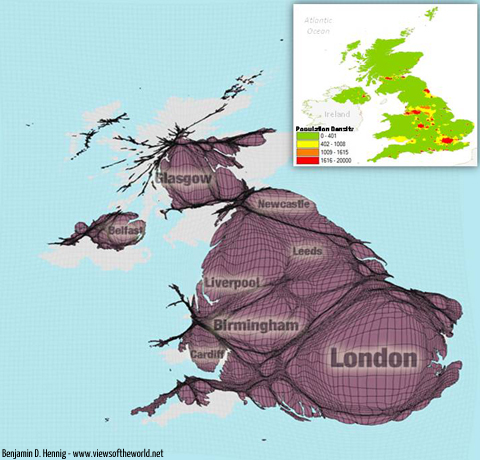 Atlantic
Ocean
Ireland
Population Density
0 - 401
402 - 1008
1009 - 1615
1616 - 20000
Glasgow
Newcastle
Belfast
Leeds
Liverpool
Birmingham
Cardiff
London
Benjamin D. Hennig - www.viewsoftheworld.net